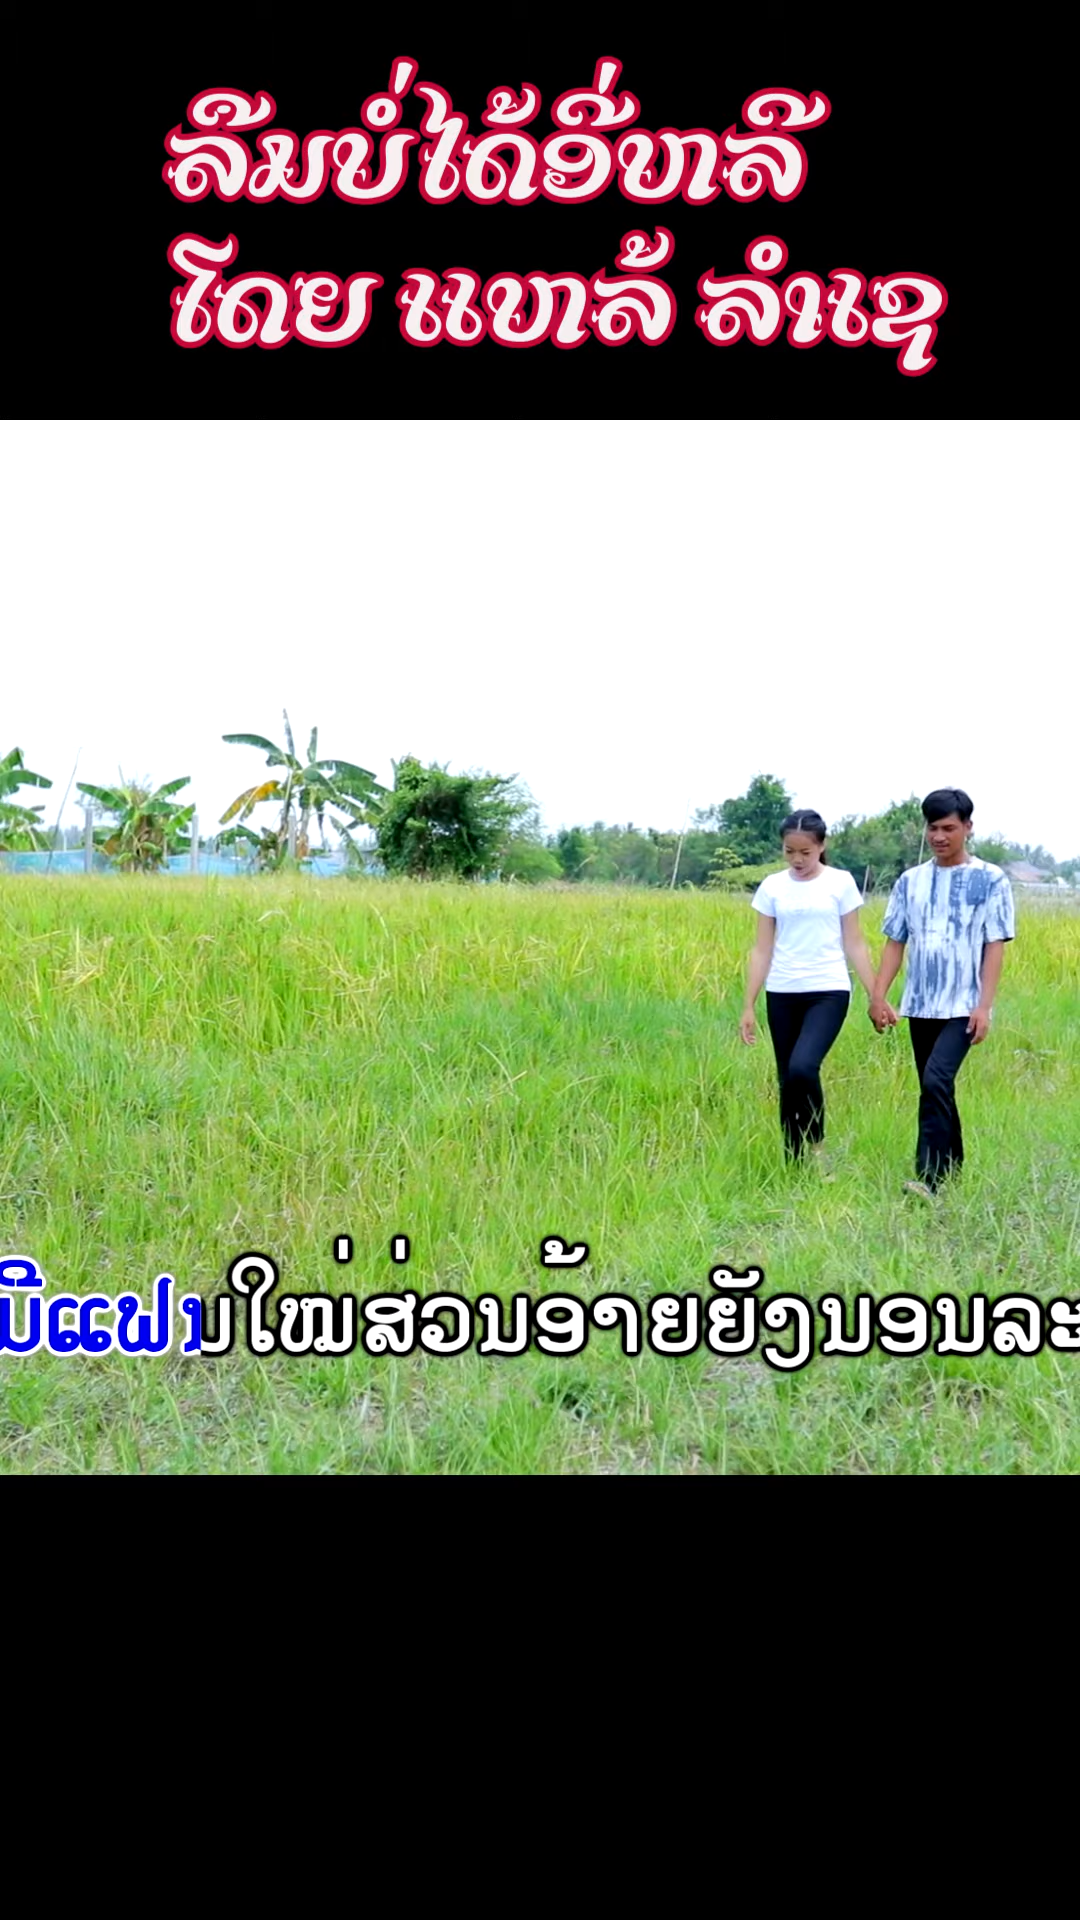 ລືມບໍ່ໄດ້ອີ່ຫລີ
ໂດຍ ແຫລ້ ລຳເຊ
ມີແຟນໃໝ່ສ່ວນອ້າຍຍັງນອນລະ